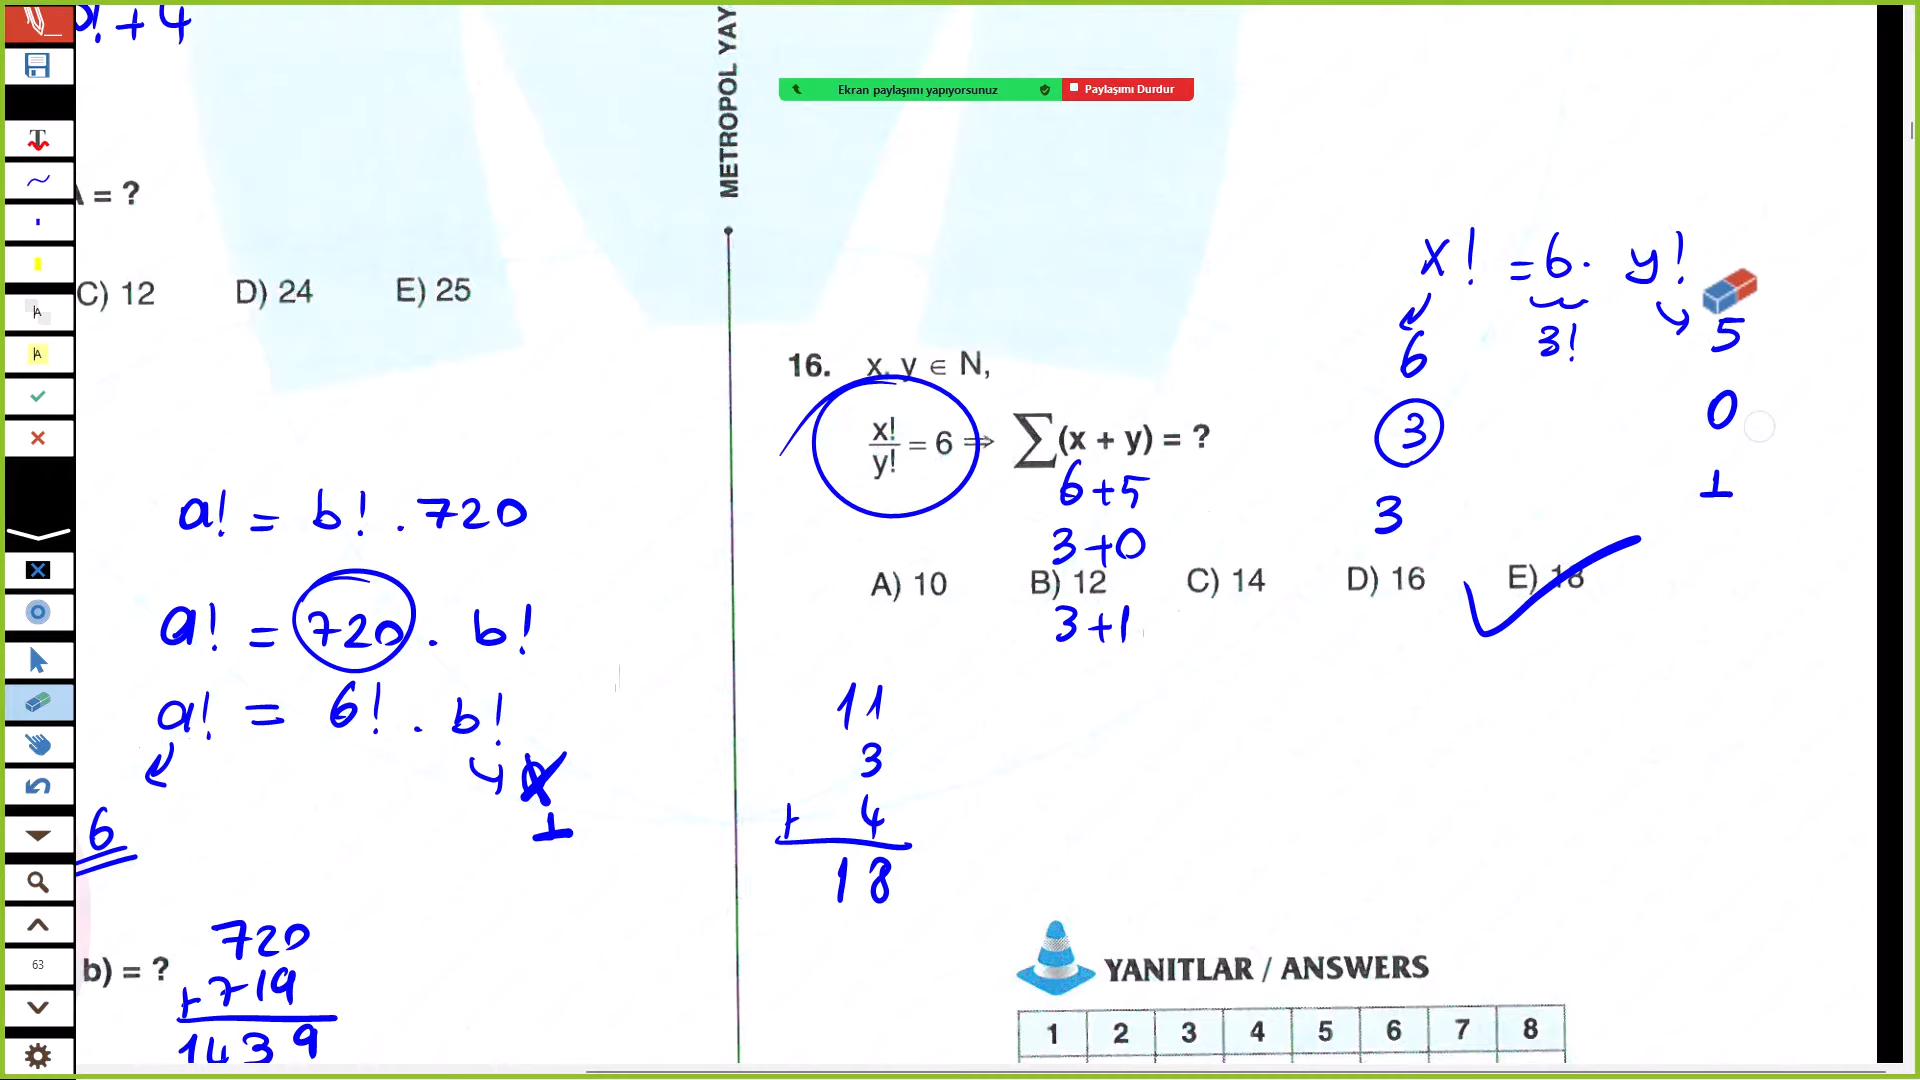 ! + 4
METROPOL YAY
Ekran paylaşımı yapıyorsunuz
Paylaşımı Durdur
= ?
C) 12 D) 24 E) 25
a! = b! . 720
a! = 720 . b!
a! = 6! . b!
1
6
720
+ 719
1439
b) = ?
16. x, y ∈ N,
x!/y! = 6 ⇒ ∑(x + y) = ?
6+5
3+0
A) 10 B) 12 C) 14 D) 16 E) 18
3+1
11
3
+ 4
18
x! = 6 . y!
3!
6 5
3 0
3 1
YANITLAR / ANSWERS
1 2 3 4 5 6 7 8
63